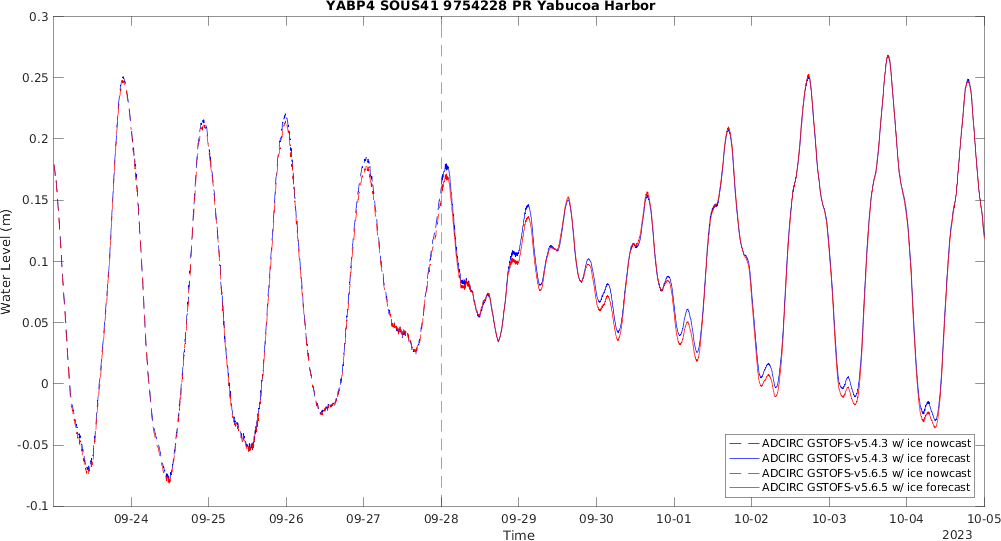 YABP4 SOUS41 9754228 PR Yabucoa Harbor
0.3
0.25
0.2
0.15
0.1
0.05
0
-0.05
-0.1
Water Level (m)
ADCIRC GSTOFS-v5.4.3 w/ ice nowcast
ADCIRC GSTOFS-v5.4.3 w/ ice forecast
ADCIRC GSTOFS-v5.6.5 w/ ice nowcast
ADCIRC GSTOFS-v5.6.5 w/ ice forecast
09-24 09-25 09-26 09-27 09-28 09-29 09-30 10-01 10-02 10-03 10-04 10-05
Time
2023